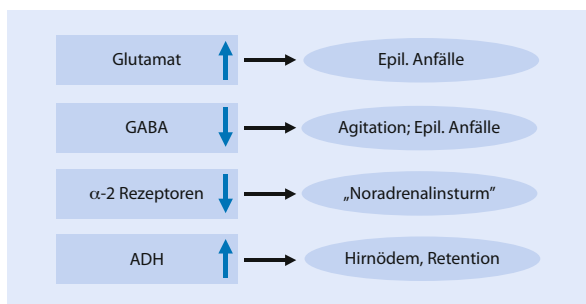 Glutamat
Epil. Anfälle
GABA
Agitation; Epil. Anfälle
α-2 Rezeptoren
„Noradrenalinsturm”
ADH
Hirnödem, Retention